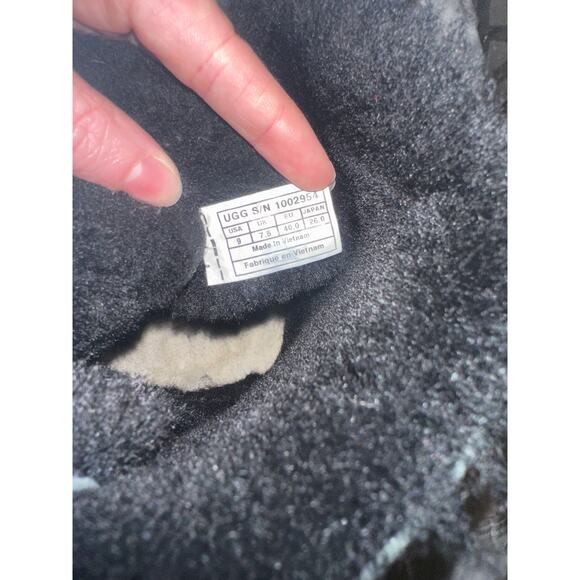 UGG S/N 1002954
USA UK EU JAPAN
9 7.5 40.0 26.0
Made In Vietnam
Fabriqué en Vietnam